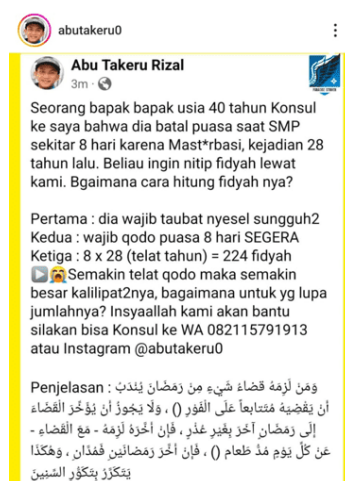 abutakeru0
Abu Takeru Rizal
3m
Seorang bapak bapak usia 40 tahun Konsul
ke saya bahwa dia batal puasa saat SMP
sekitar 8 hari karena Mast*rbasi, kejadian 28
tahun lalu. Beliau ingin nitip fidyah lewat
kami. Bgaimana cara hitung fidyah nya?
Pertama : dia wajib taubat nyesel sungguh2
Kedua : wajib qodo puasa 8 hari SEGERA
Ketiga : 8 x 28 (telat tahun) = 224 fidyah
▶️😭Semakin telat qodo maka semakin
besar kalilipat2nya, bagaimana untuk yg lupa
jumlahnya? Insyaallah kami akan bantu
silakan bisa Konsul ke WA 082115791913
atau Instagram @abutakeru0
Penjelasan : وَمَنْ لَزِمَهُ قضاءُ شَيْءٍ مِنْ رَمَضَانَ يُنْدَبُ
أَنْ يَقْضِيَهُ مُتَتَابعاً عَلَى الْفَوْرِ () ، وَلَا يَجُوزُ أَنْ يُؤَخِّرَ الْقَضَاءَ
إِلَى رَمَضَانَ آخَرَ بِغَيْرِ عُذْرٍ ، فَإِنْ أَخَّرَهُ لَزِمَهُ - مَعَ الْقَضَاءِ -
عَنْ كُلِّ يَوْمٍ مُدُّ طَعام () ، فَإِنْ أَخَّرَ رَمَضانَيْنِ فَمُدَّانِ ، وَهَكَذَا
يَتَكَرَّرُ بِتَكَرُّرِ السِّنِينَ